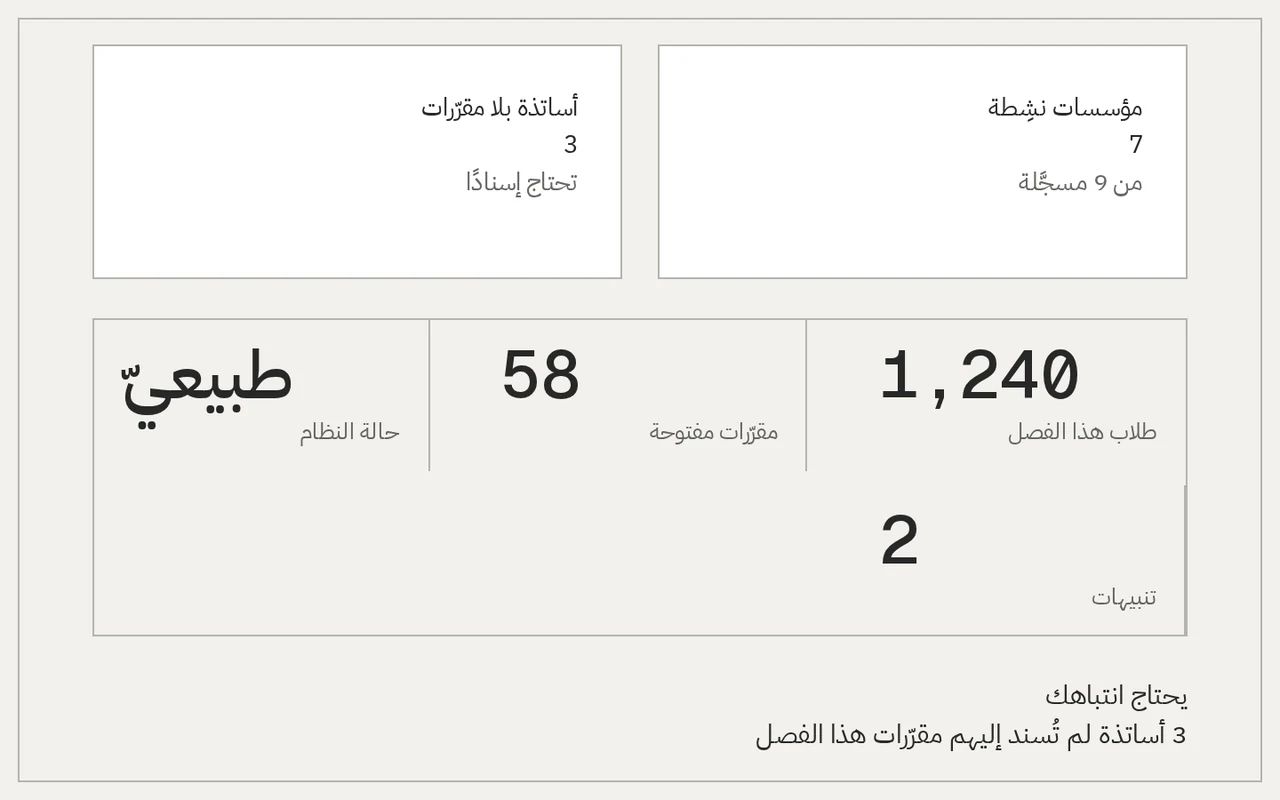 مؤسسات نشِطة
7
من 9 مسجَّلة
أساتذة بلا مقرّرات
3
تحتاج إسنادًا
1,240
طلاب هذا الفصل
58
مقرّرات مفتوحة
طبيعيّ
حالة النظام
2
تنبيهات
يحتاج انتباهك
3 أساتذة لم تُسند إليهم مقرّرات هذا الفصل